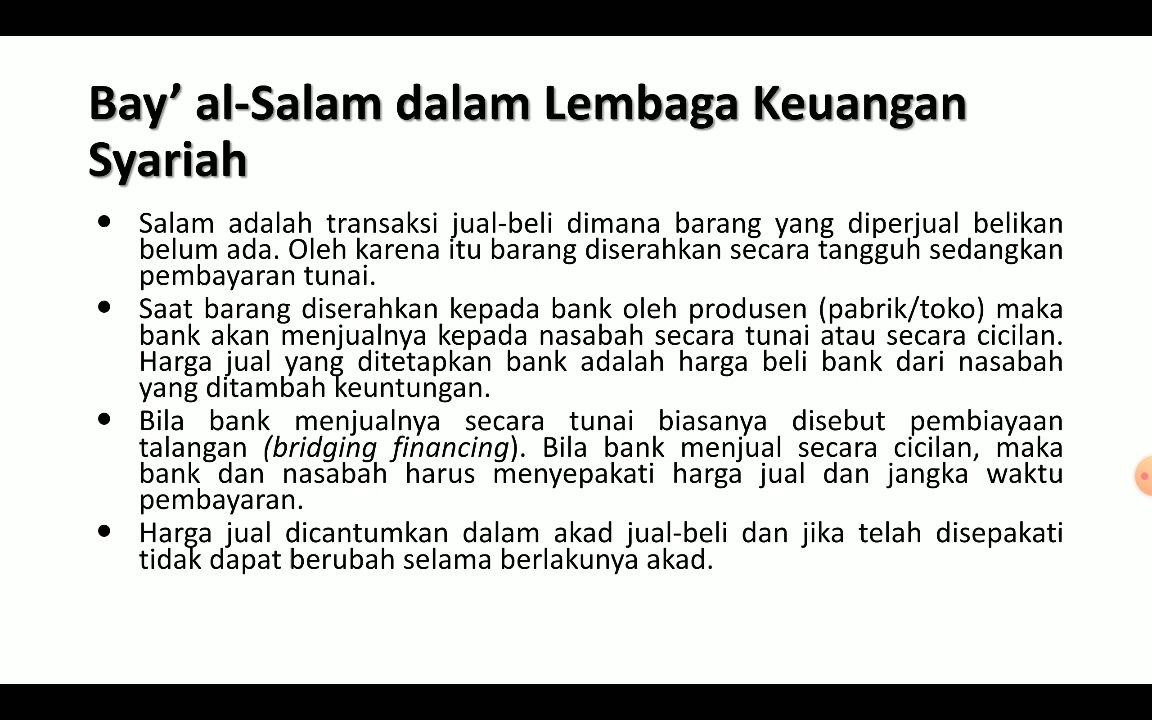 Bay’ al-Salam dalam Lembaga Keuangan
Syariah
• Salam adalah transaksi jual-beli dimana barang yang diperjual belikan
belum ada. Oleh karena itu barang diserahkan secara tangguh sedangkan
pembayaran tunai.
• Saat barang diserahkan kepada bank oleh produsen (pabrik/toko) maka
bank akan menjualnya kepada nasabah secara tunai atau secara cicilan.
Harga jual yang ditetapkan bank adalah harga beli bank dari nasabah
yang ditambah keuntungan.
• Bila bank menjualnya secara tunai biasanya disebut pembiayaan
talangan (bridging financing). Bila bank menjual secara cicilan, maka
bank dan nasabah harus menyepakati harga jual dan jangka waktu
pembayaran.
• Harga jual dicantumkan dalam akad jual-beli dan jika telah disepakati
tidak dapat berubah selama berlakunya akad.